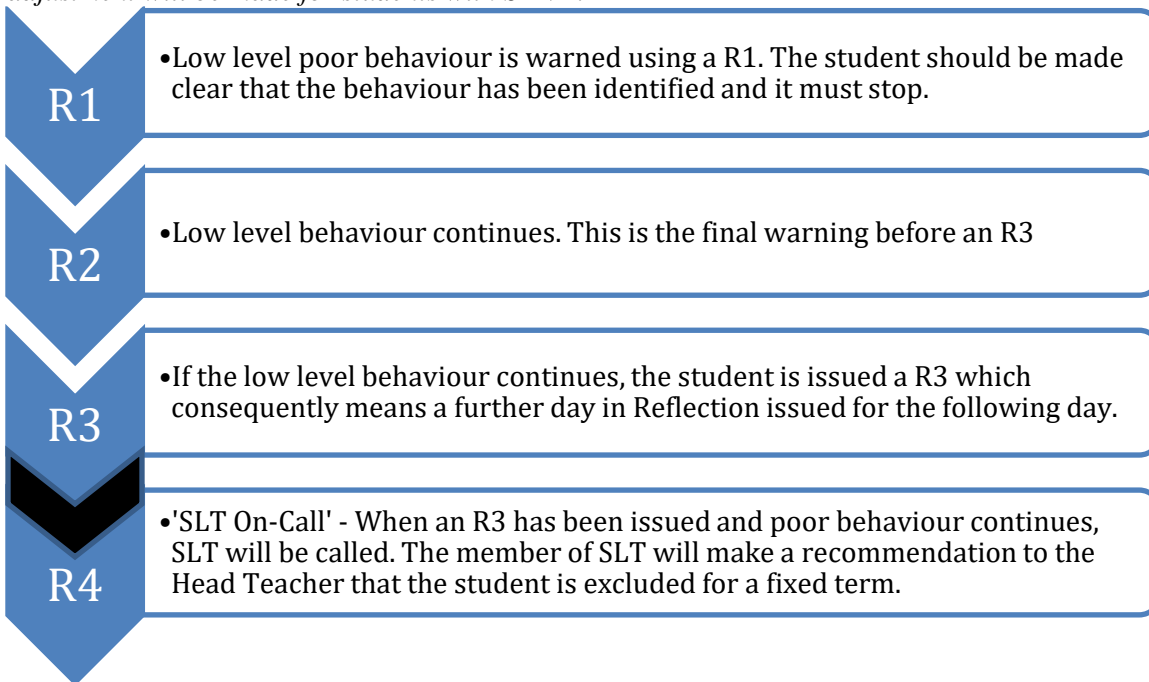 R1
•Low level poor behaviour is warned using a R1. The student should be made
clear that the behaviour has been identified and it must stop.
R2
•Low level behaviour continues. This is the final warning before an R3
R3
•If the low level behaviour continues, the student is issued a R3 which
consequently means a further day in Reflection issued for the following day.
R4
•'SLT On-Call' - When an R3 has been issued and poor behaviour continues,
SLT will be called. The member of SLT will make a recommendation to the
Head Teacher that the student is excluded for a fixed term.